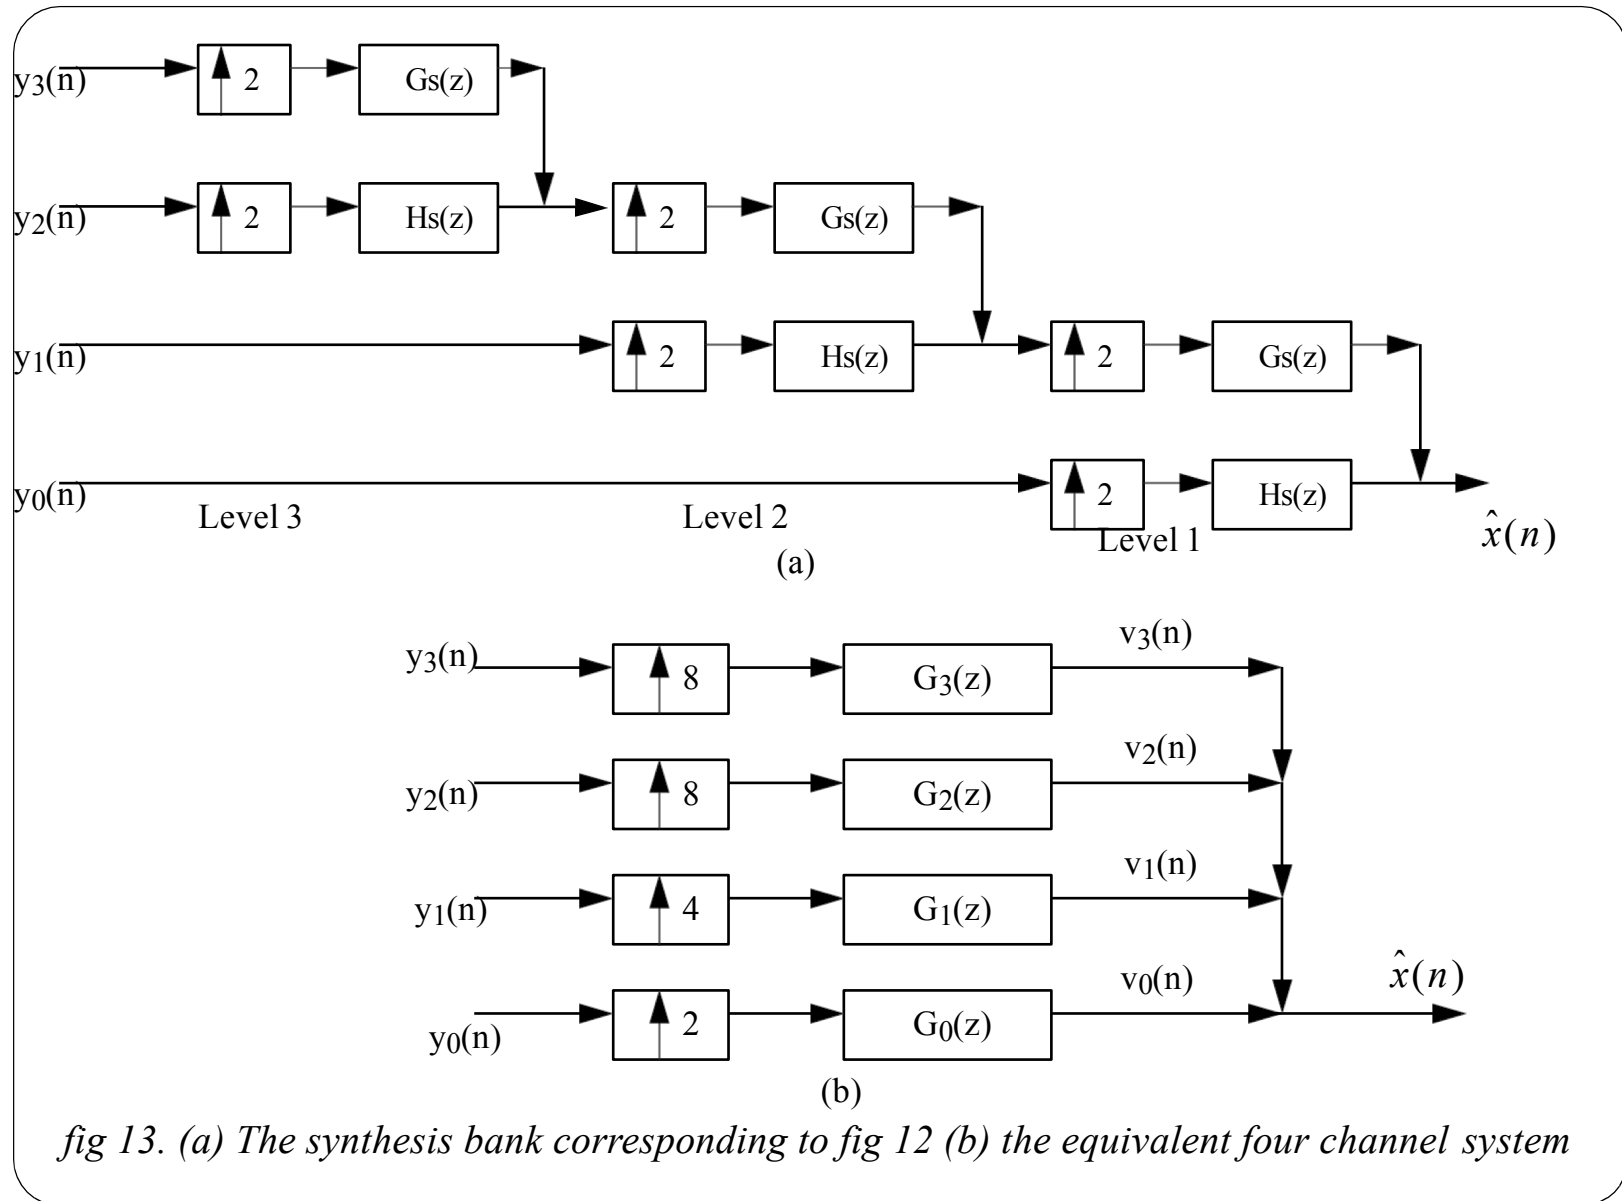 y3(n) 2 Gs(z)
y2(n) 2 Hs(z) 2 Gs(z)
y1(n) 2 Hs(z) 2 Gs(z)
y0(n) 2 Hs(z)
Level 3 Level 2 Level 1 x̂(n)
(a)
y3(n) 8 G3(z) v3(n)
y2(n) 8 G2(z) v2(n)
y1(n) 4 G1(z) v1(n)
y0(n) 2 G0(z) v0(n) x̂(n)
(b)
fig 13. (a) The synthesis bank corresponding to fig 12 (b) the equivalent four channel system